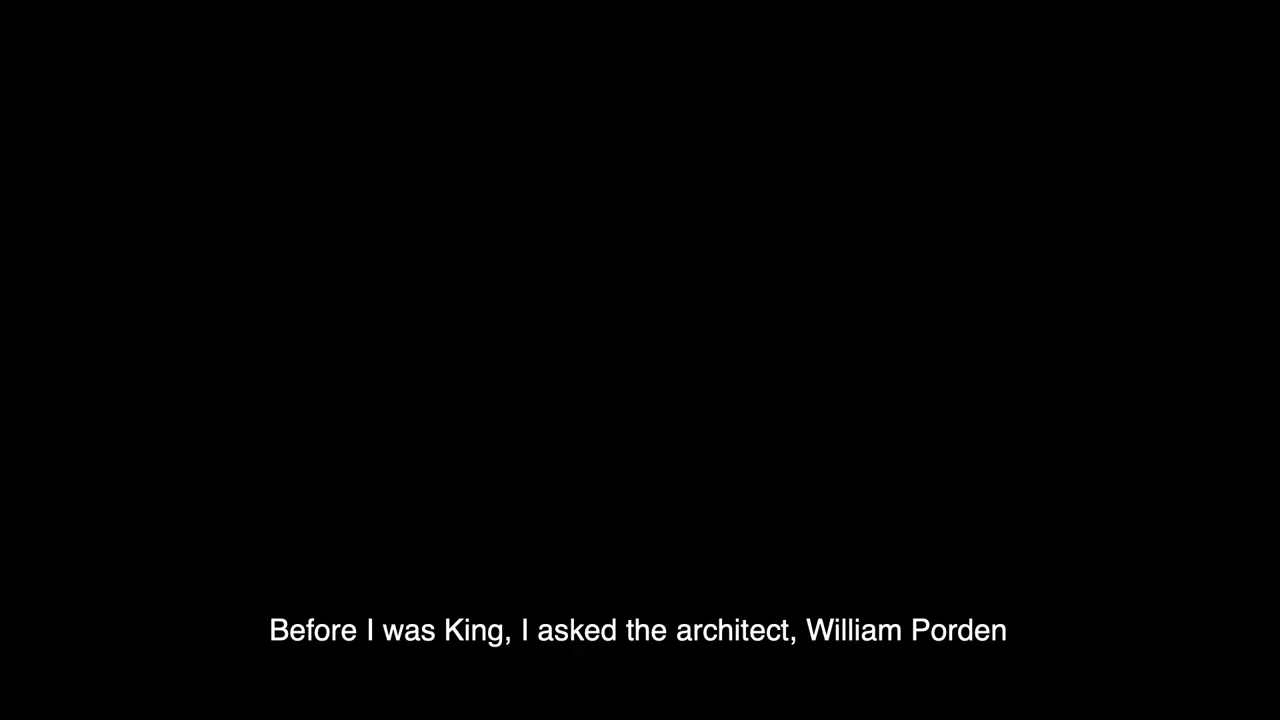 Before I was King, I asked the architect, William Porden